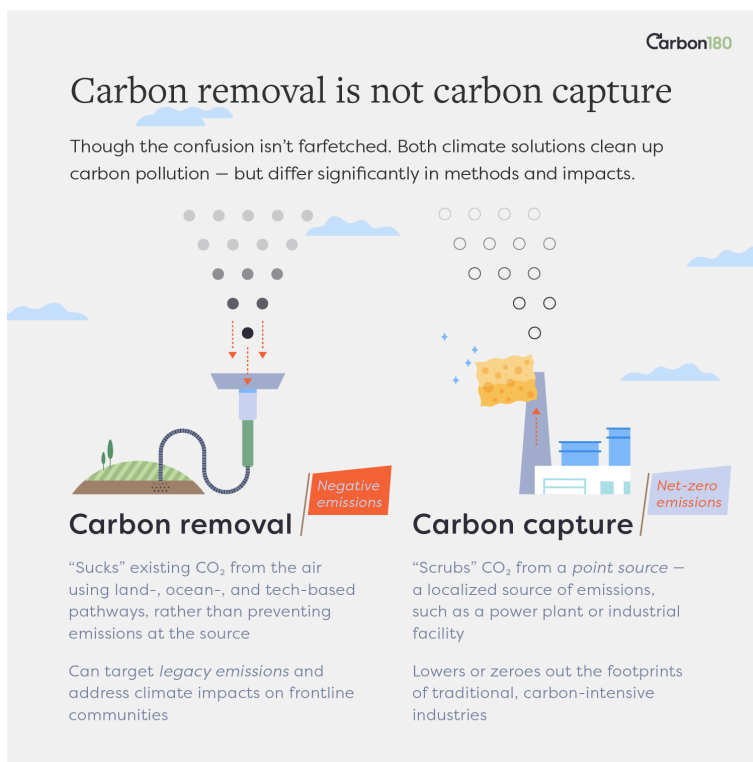 Carbon180
Carbon removal is not carbon capture
Though the confusion isn't farfetched. Both climate solutions clean up
carbon pollution — but differ significantly in methods and impacts.
Negative
emissions
Carbon removal
"Sucks" existing CO₂ from the air
using land-, ocean-, and tech-based
pathways, rather than preventing
emissions at the source
Can target legacy emissions and
address climate impacts on frontline
communities
Net-zero
emissions
Carbon capture
"Scrubs" CO₂ from a point source —
a localized source of emissions,
such as a power plant or industrial
facility
Lowers or zeroes out the footprints
of traditional, carbon-intensive
industries